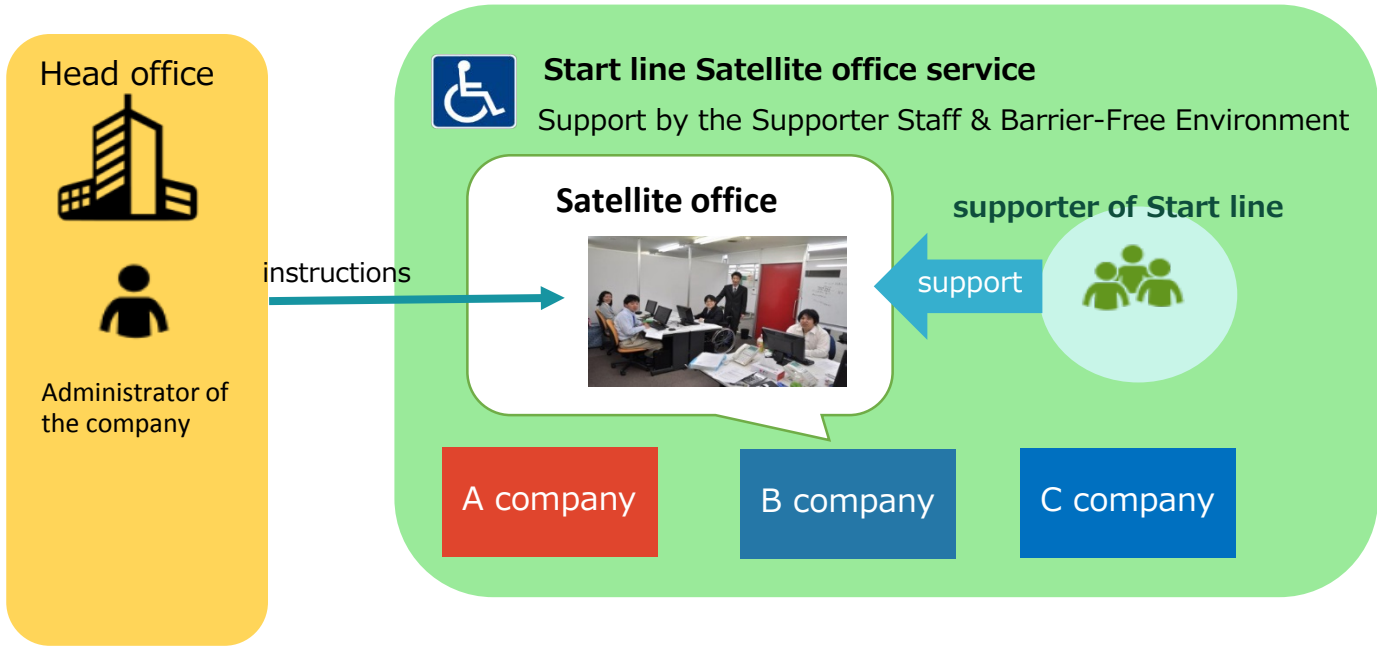 Head office
Administrator of
the company
instructions
Start line Satellite office service
Support by the Supporter Staff & Barrier-Free Environment
Satellite office
supporter of Start line
support
A company
B company
C company